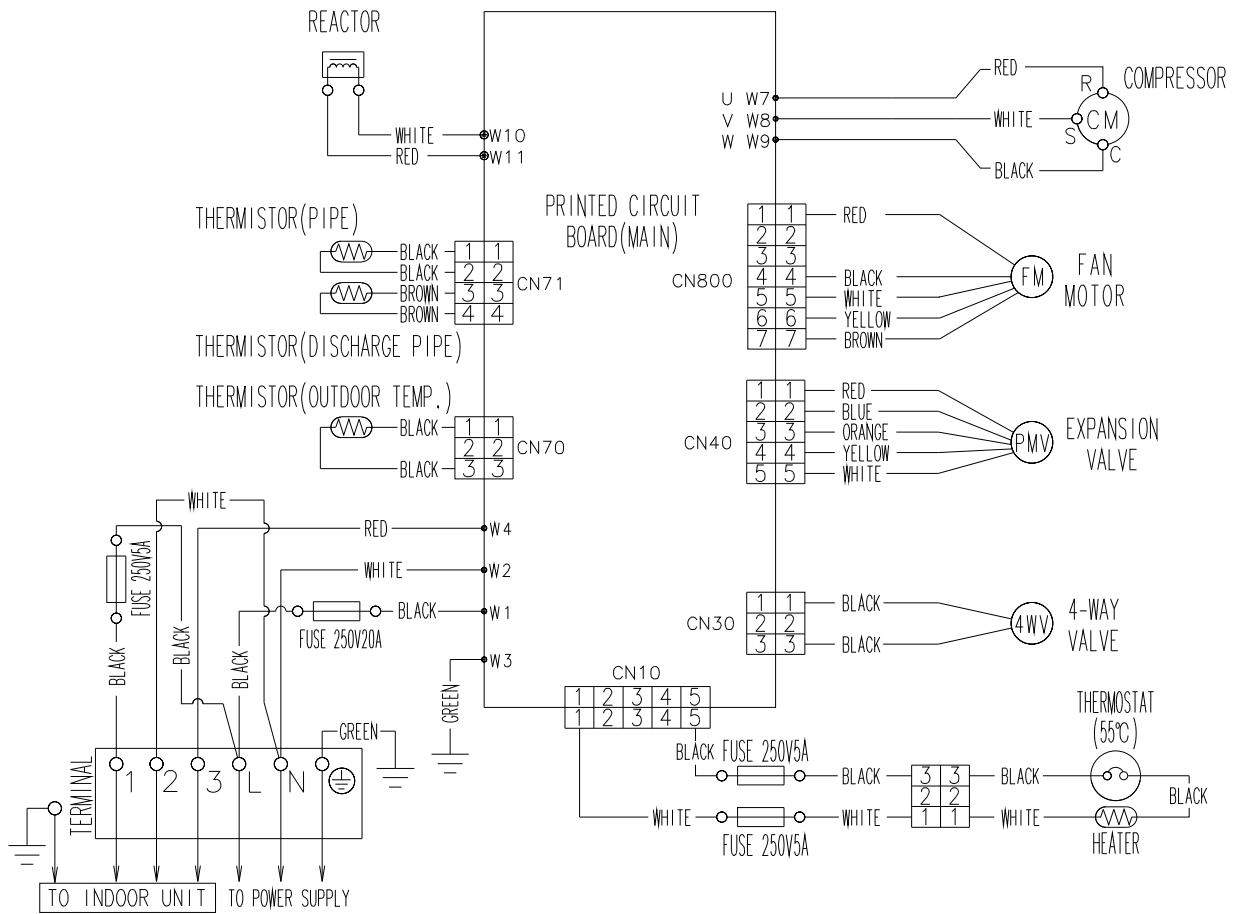 REACTOR
WHITE
RED
W10
W11
THERMISTOR(PIPE)
BLACK
BLACK
BROWN
BROWN
1 1
2 2
3 3
4 4
CN71
THERMISTOR(DISCHARGE PIPE)
THERMISTOR(OUTDOOR TEMP.)
BLACK
BLACK
1 1
2 2
3 3
CN70
PRINTED CIRCUIT
BOARD(MAIN)
U W7
V W8
W W9
RED
WHITE
BLACK
R
S
C
CM
COMPRESSOR
CN800
1 1
2 2
3 3
4 4
5 5
6 6
7 7
RED
BLACK
WHITE
YELLOW
BROWN
FM
FAN
MOTOR
CN40
1 1
2 2
3 3
4 4
5 5
RED
BLUE
ORANGE
YELLOW
WHITE
PMV
EXPANSION
VALVE
CN30
1 1
2 2
3 3
BLACK
BLACK
4WV
4-WAY
VALVE
WHITE
RED
W4
WHITE
W2
BLACK
W1
FUSE 250V20A
W3
GREEN
FUSE 250V5A
BLACK
BLACK
BLACK
GREEN
TERMINAL
1 2 3 L N
TO INDOOR UNIT
TO POWER SUPPLY
CN10
1 2 3 4 5
1 2 3 4 5
BLACK
FUSE 250V5A
BLACK
WHITE
WHITE
FUSE 250V5A
3 3
2 2
1 1
BLACK
WHITE
THERMOSTAT
(55℃)
BLACK
HEATER